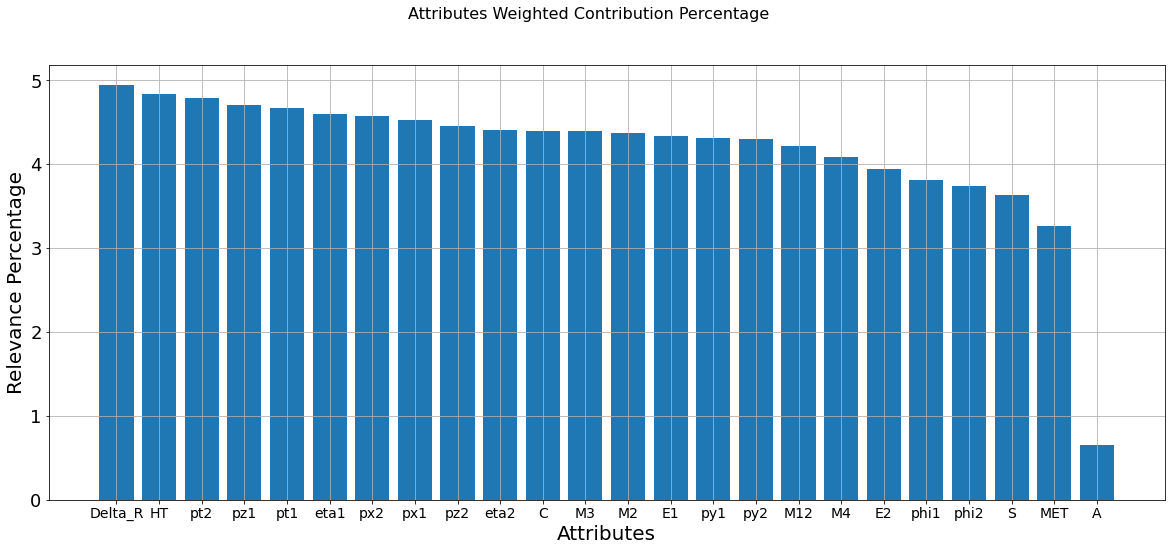 Attributes Weighted Contribution Percentage
5
4
3
2
1
0
Relevance Percentage
Delta_R HT pt2 pz1 pt1 eta1 px2 px1 pz2 eta2 C M3 M2 E1 py1 py2 M12 M4 E2 phi1 phi2 S MET A
Attributes